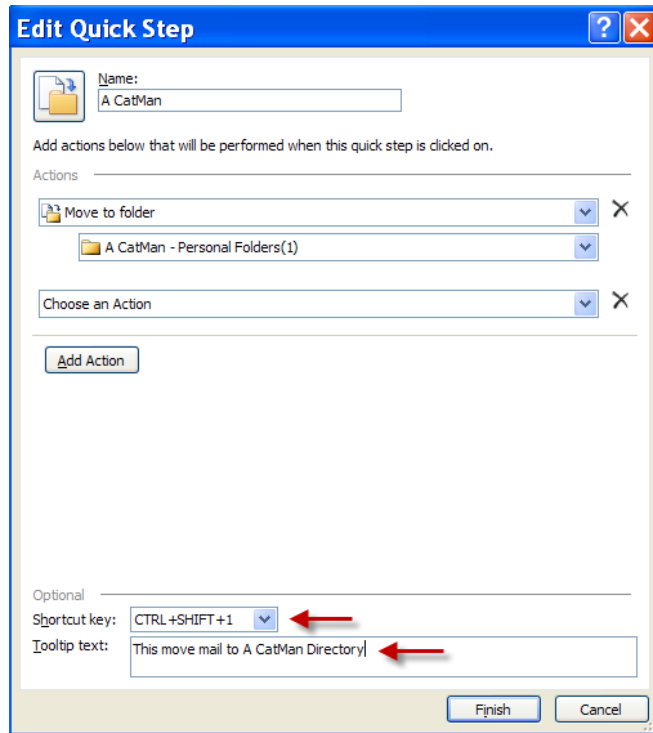 Edit Quick Step
Name:
A CatMan
Add actions below that will be performed when this quick step is clicked on.
Actions
Move to folder
A CatMan - Personal Folders(1)
Choose an Action
Add Action
Optional
Shortcut key: CTRL+SHIFT+1
Tooltip text: This move mail to A CatMan Directory
Finish Cancel